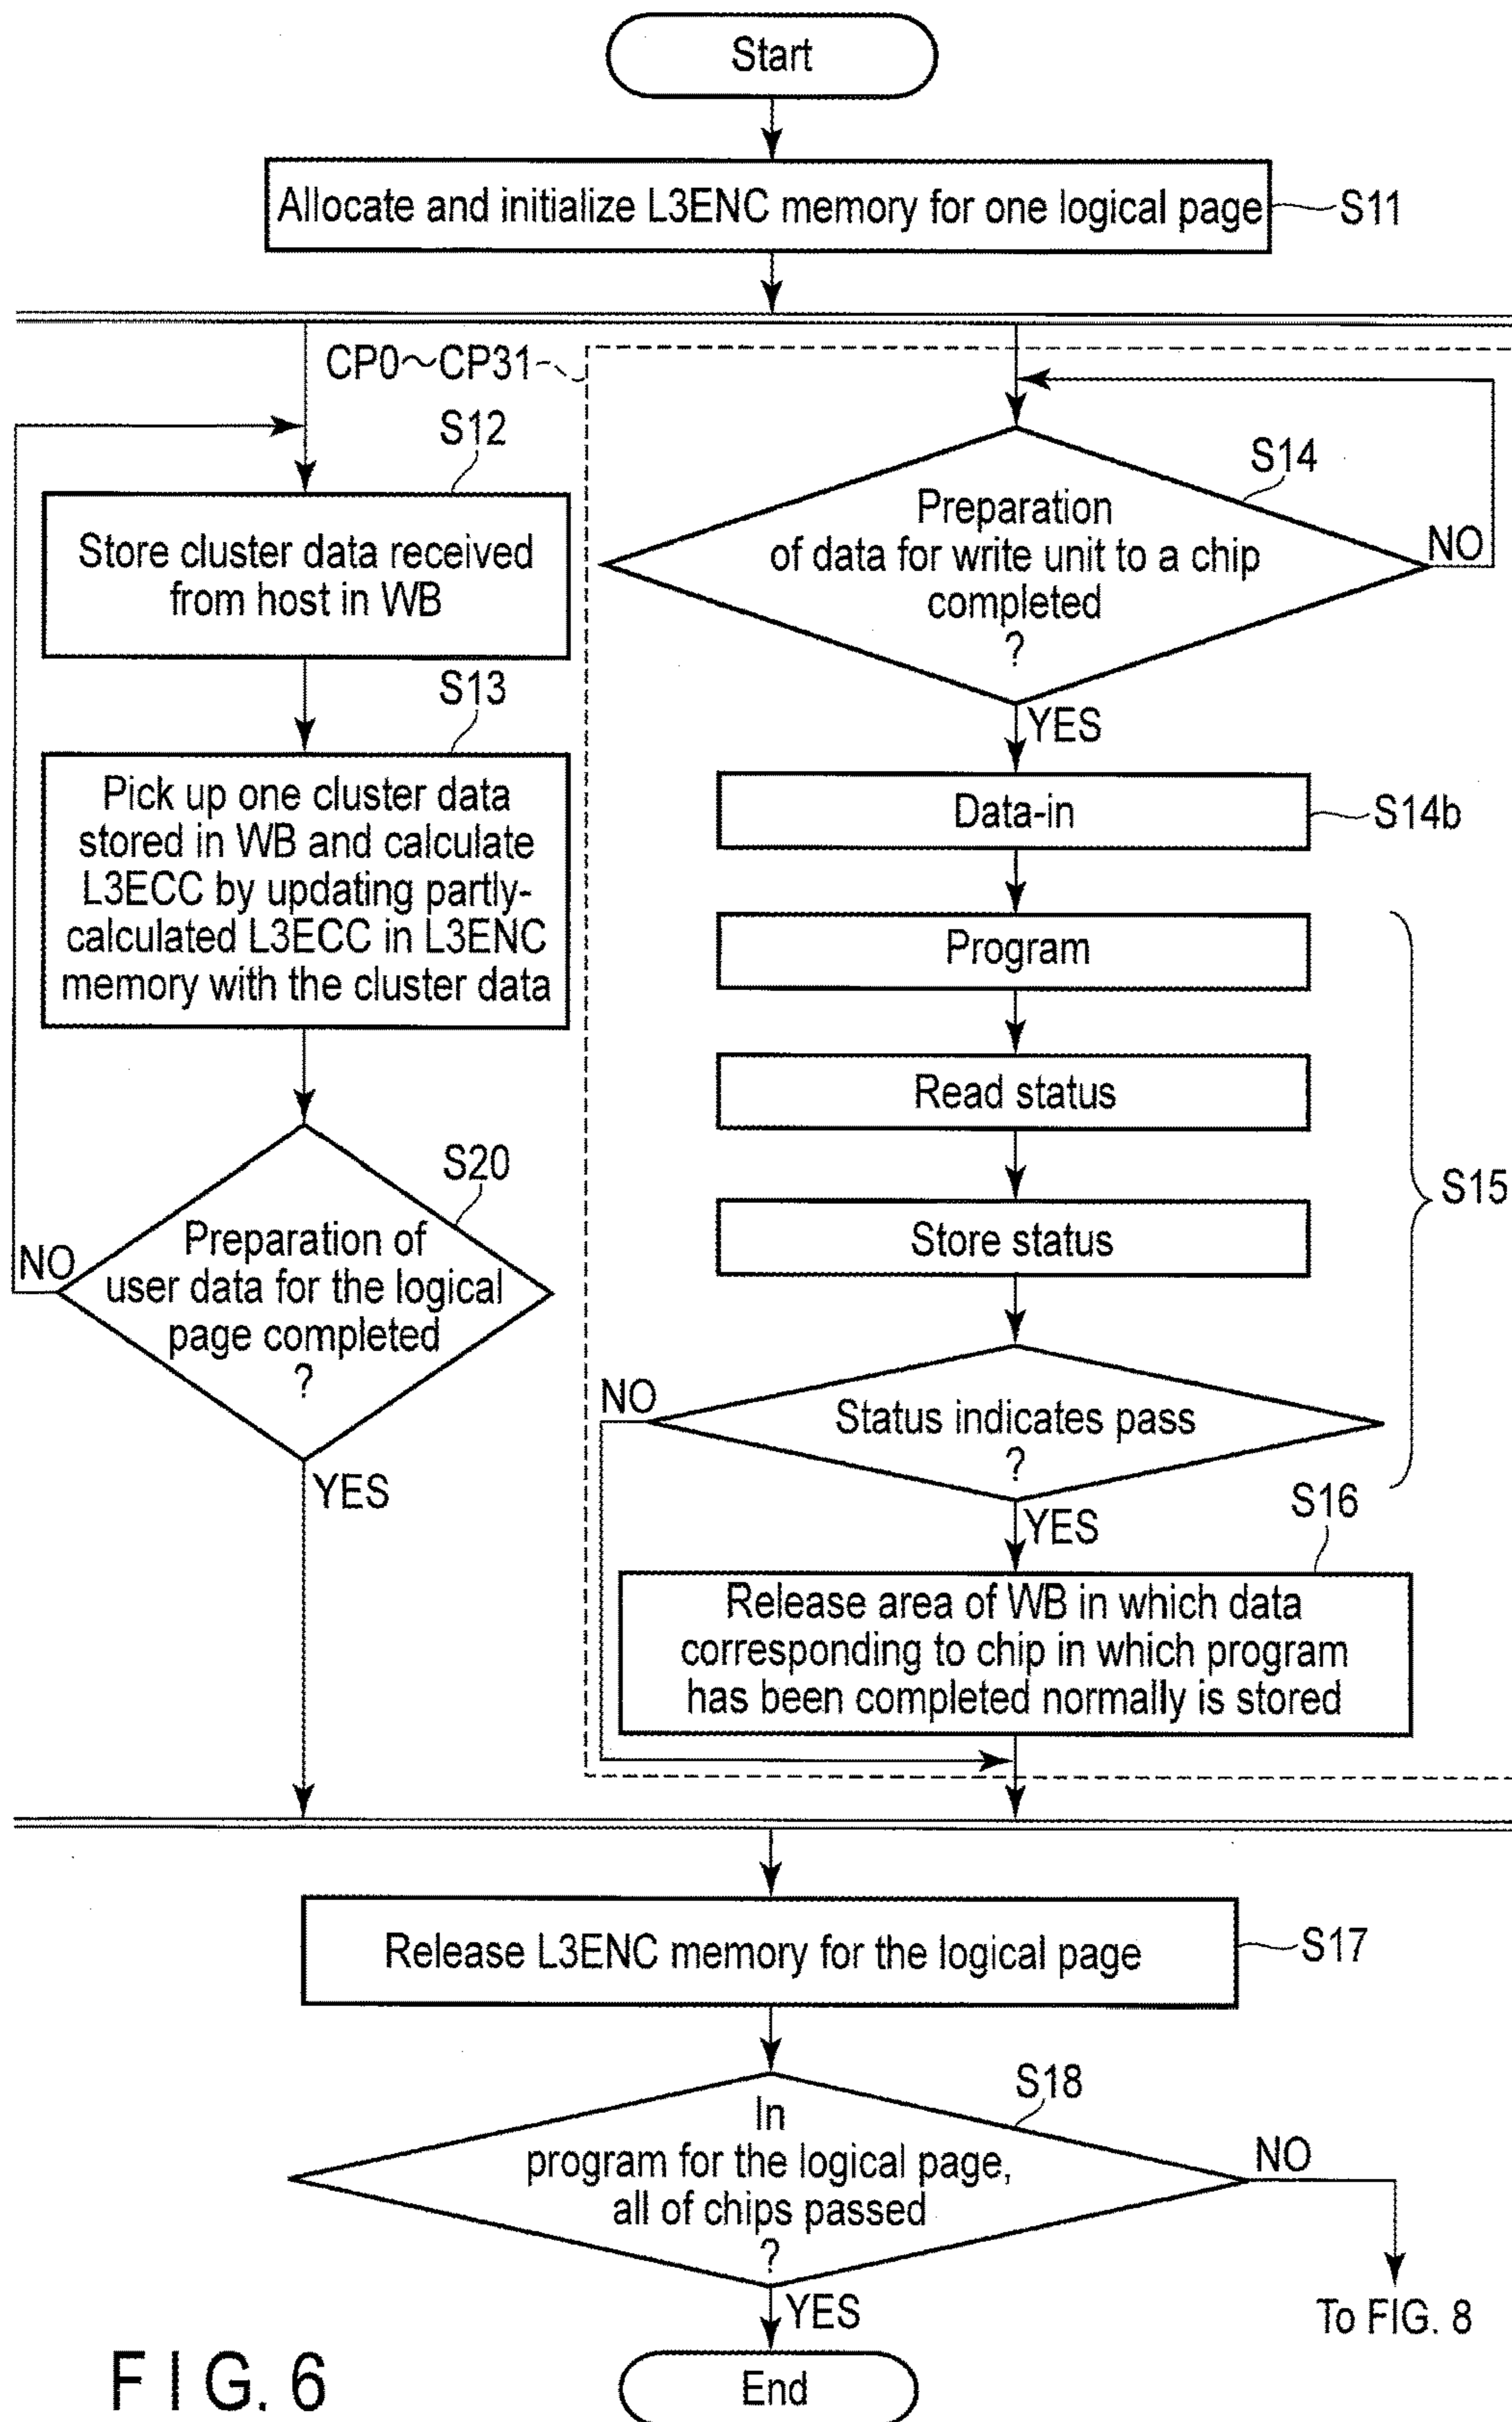 Start
Allocate and initialize L3ENC memory for one logical page
S11
CP0~CP31
S12
Store cluster data received
from host in WB
S13
Pick up one cluster data
stored in WB and calculate
L3ECC by updating partly-
calculated L3ECC in L3ENC
memory with the cluster data
S20
Preparation of
user data for the logical
page completed
?
NO
YES
S14
Preparation
of data for write unit to a chip
completed
?
NO
YES
Data-in
S14b
Program
Read status
Store status
S15
Status indicates pass
?
NO
YES
S16
Release area of WB in which data
corresponding to chip in which program
has been completed normally is stored
Release L3ENC memory for the logical page
S17
S18
In
program for the logical page,
all of chips passed
?
NO
YES
To FIG. 8
End
FIG. 6